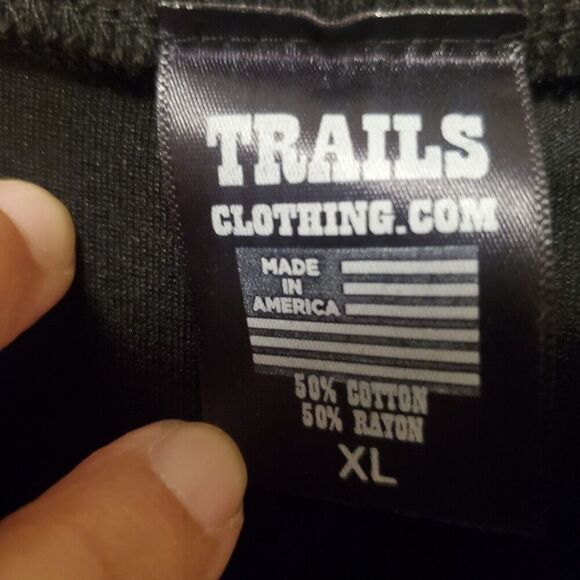 TRAILS
CLOTHING.COM
MADE
IN
AMERICA
50% COTTON
50% RAYON
XL